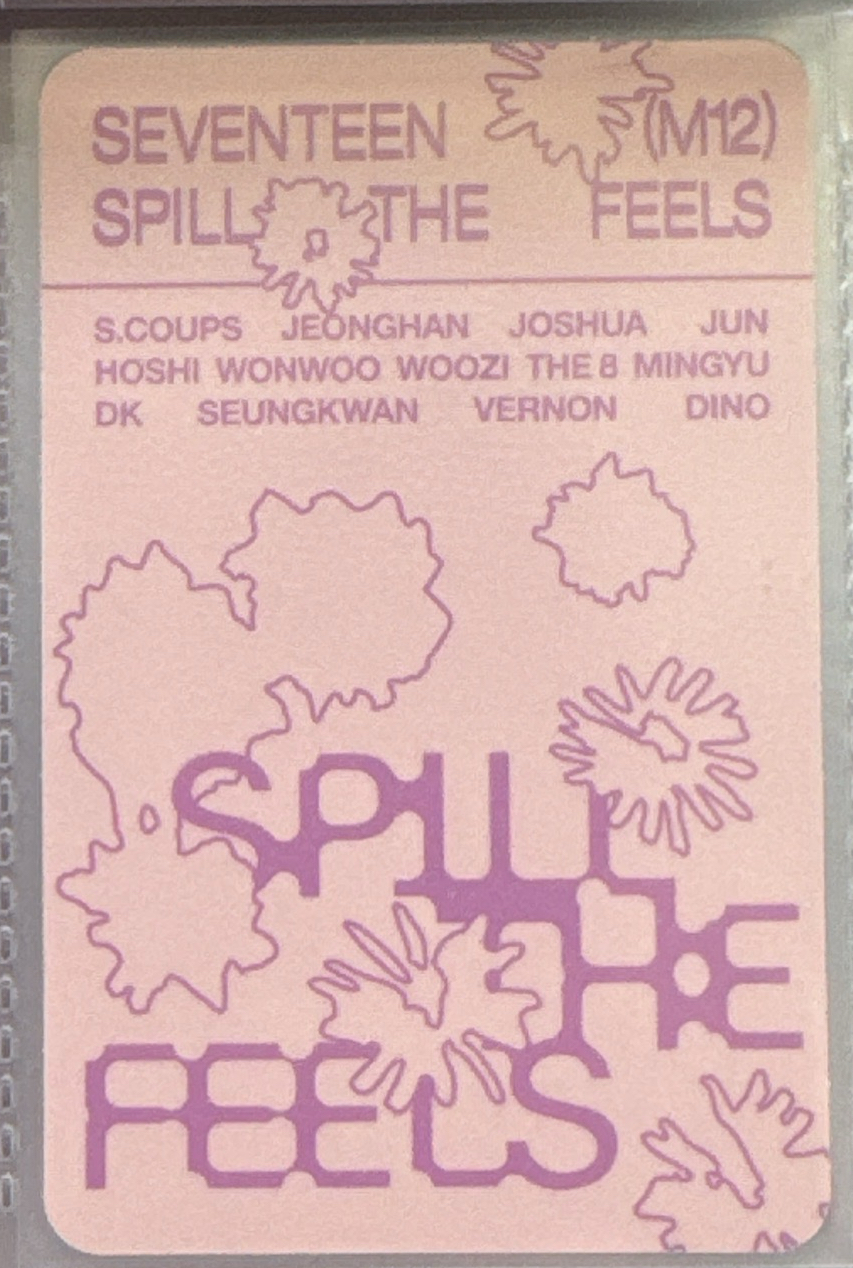 SEVENTEEN (M12)
SPILL THE FEELS
S.COUPS JEONGHAN JOSHUA JUN
HOSHI WONWOO WOOZI THE 8 MINGYU
DK SEUNGKWAN VERNON DINO
SPILL
THE
FEELS